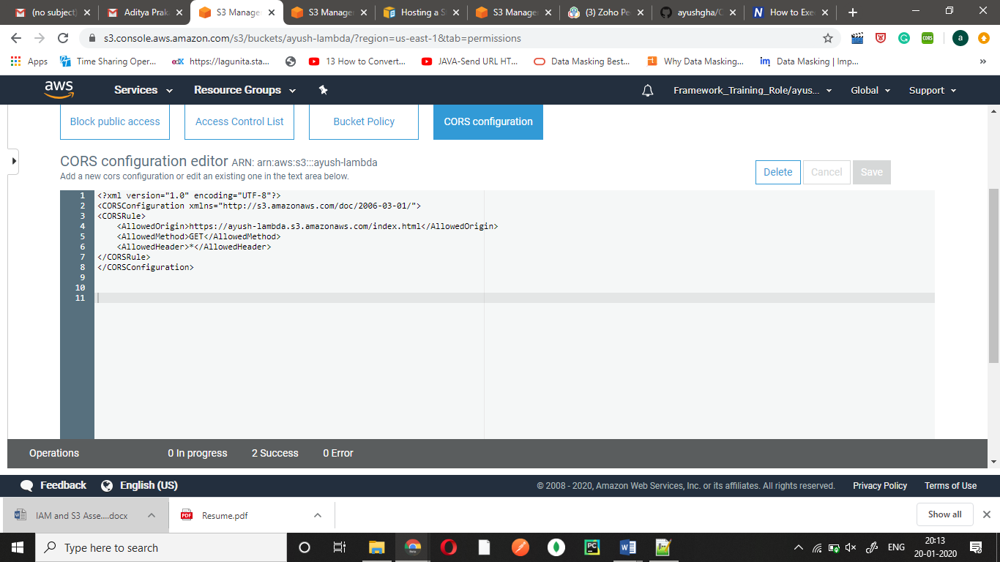 (no subject)
Aditya Prak
S3 Manage
S3 Manage
Hosting a S
S3 Manage
(3) Zoho Pe
ayushgha/C
How to Exe
s3.console.aws.amazon.com/s3/buckets/ayush-lambda/?region=us-east-1&tab=permissions
CORS
a
Apps
Time Sharing Oper...
edX https://lagunita.sta...
13 How to Convert...
JAVA-Send URL HT...
Data Masking Best...
Why Data Masking...
im Data Masking | Imp...
»
aws
Services
Resource Groups
Framework_Training_Role/ayus...
Global
Support
Block public access
Access Control List
Bucket Policy
CORS configuration
CORS configuration editor ARN: arn:aws:s3:::ayush-lambda
Add a new cors configuration or edit an existing one in the text area below.
Delete
Cancel
Save
1 <?xml version="1.0" encoding="UTF-8"?>
2 <CORSConfiguration xmlns="http://s3.amazonaws.com/doc/2006-03-01/">
3 <CORSRule>
4 <AllowedOrigin>https://ayush-lambda.s3.amazonaws.com/index.html</AllowedOrigin>
5 <AllowedMethod>GET</AllowedMethod>
6 <AllowedHeader>*</AllowedHeader>
7 </CORSRule>
8 </CORSConfiguration>
9
10
11
Operations
0 In progress
2 Success
0 Error
Feedback
English (US)
© 2008 - 2020, Amazon Web Services, Inc. or its affiliates. All rights reserved.
Privacy Policy
Terms of Use
IAM and S3 Asse....docx
PDF
Resume.pdf
Show all
Type here to search
PC
ENG
20:13
20-01-2020